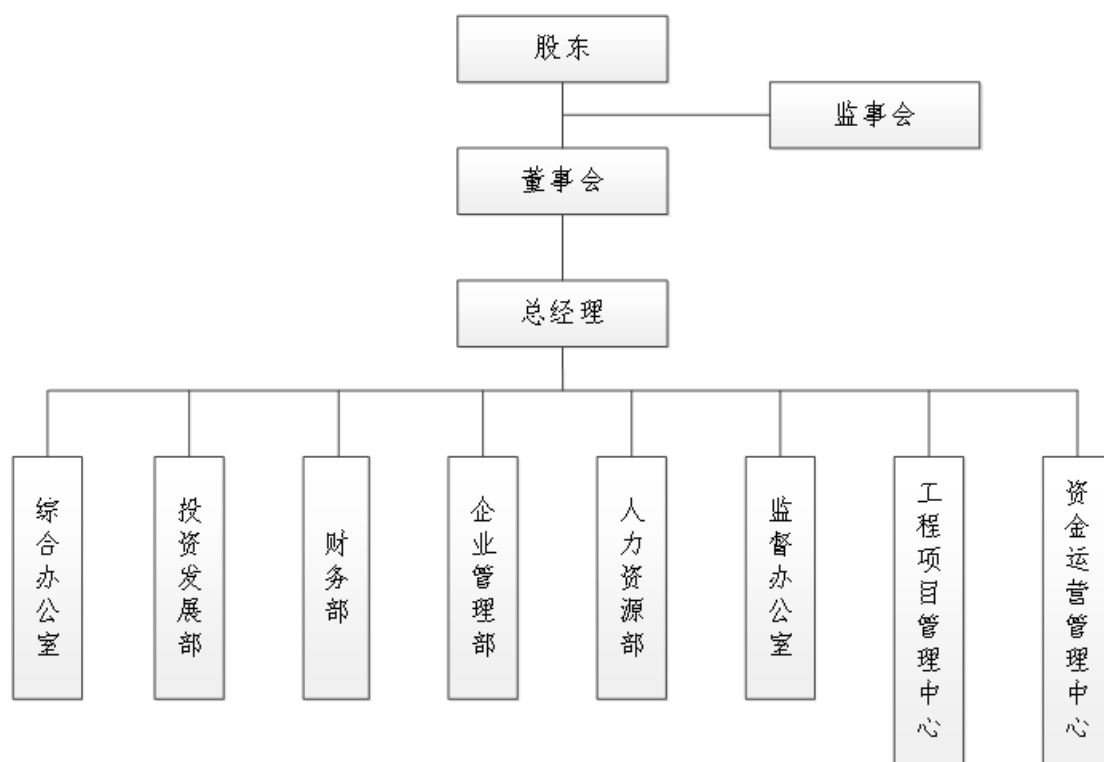 股东
监事会
董事会
总经理
综合办公室
投资发展部
财务部
企业管理部
人力资源部
监督办公室
工程项目管理中心
资金运营管理中心